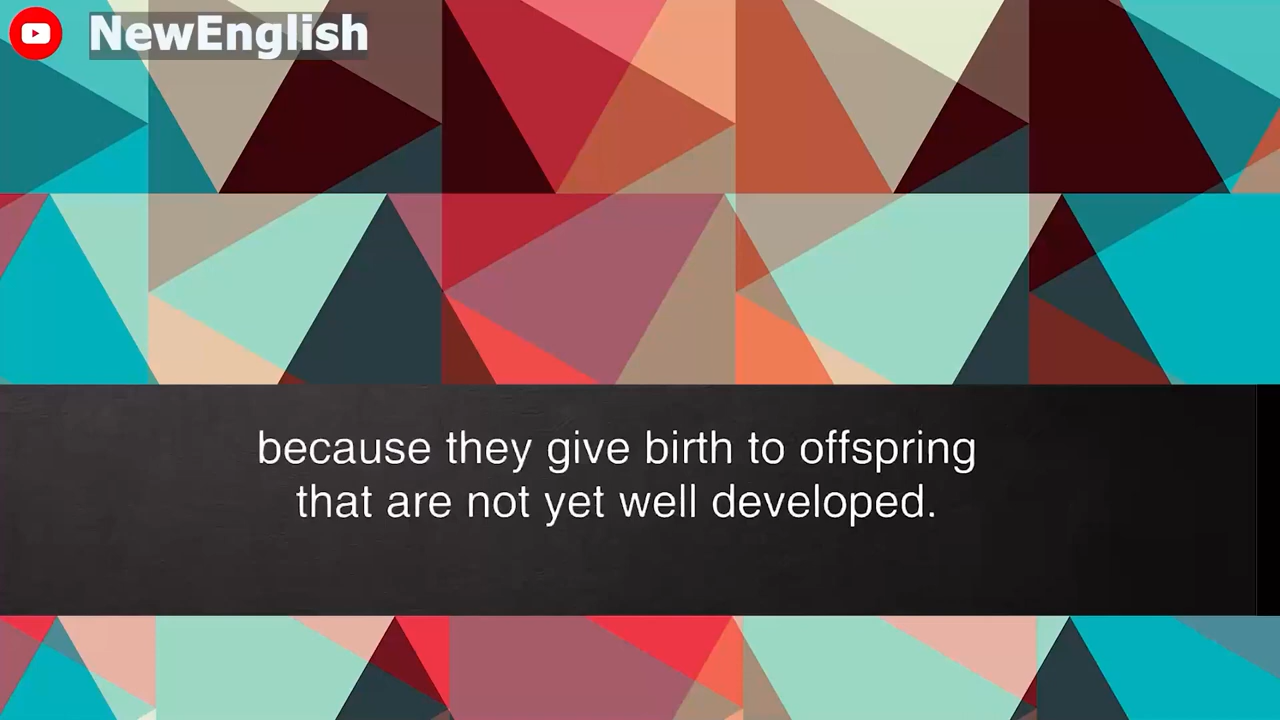 NewEnglish
because they give birth to offspring
that are not yet well developed.